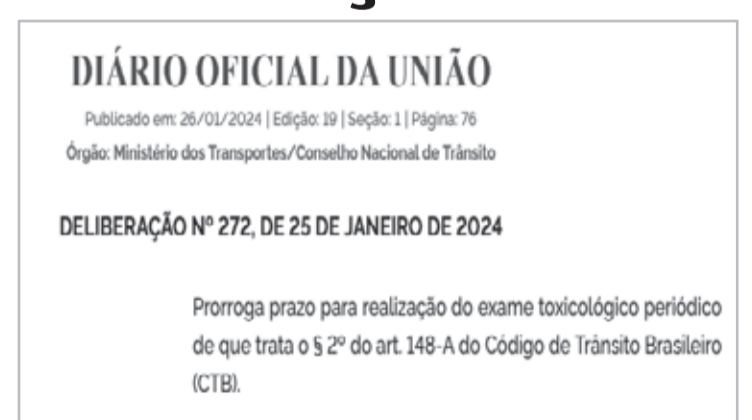 DIÁRIO OFICIAL DA UNIÃO
Publicado em: 26/01/2024 | Edição: 19 | Seção: 1 | Página: 76
Órgão: Ministério dos Transportes/Conselho Nacional de Trânsito
DELIBERAÇÃO Nº 272, DE 25 DE JANEIRO DE 2024
Prorroga prazo para realização do exame toxicológico periódico
de que trata o § 2º do art. 148-A do Código de Trânsito Brasileiro
(CTB).